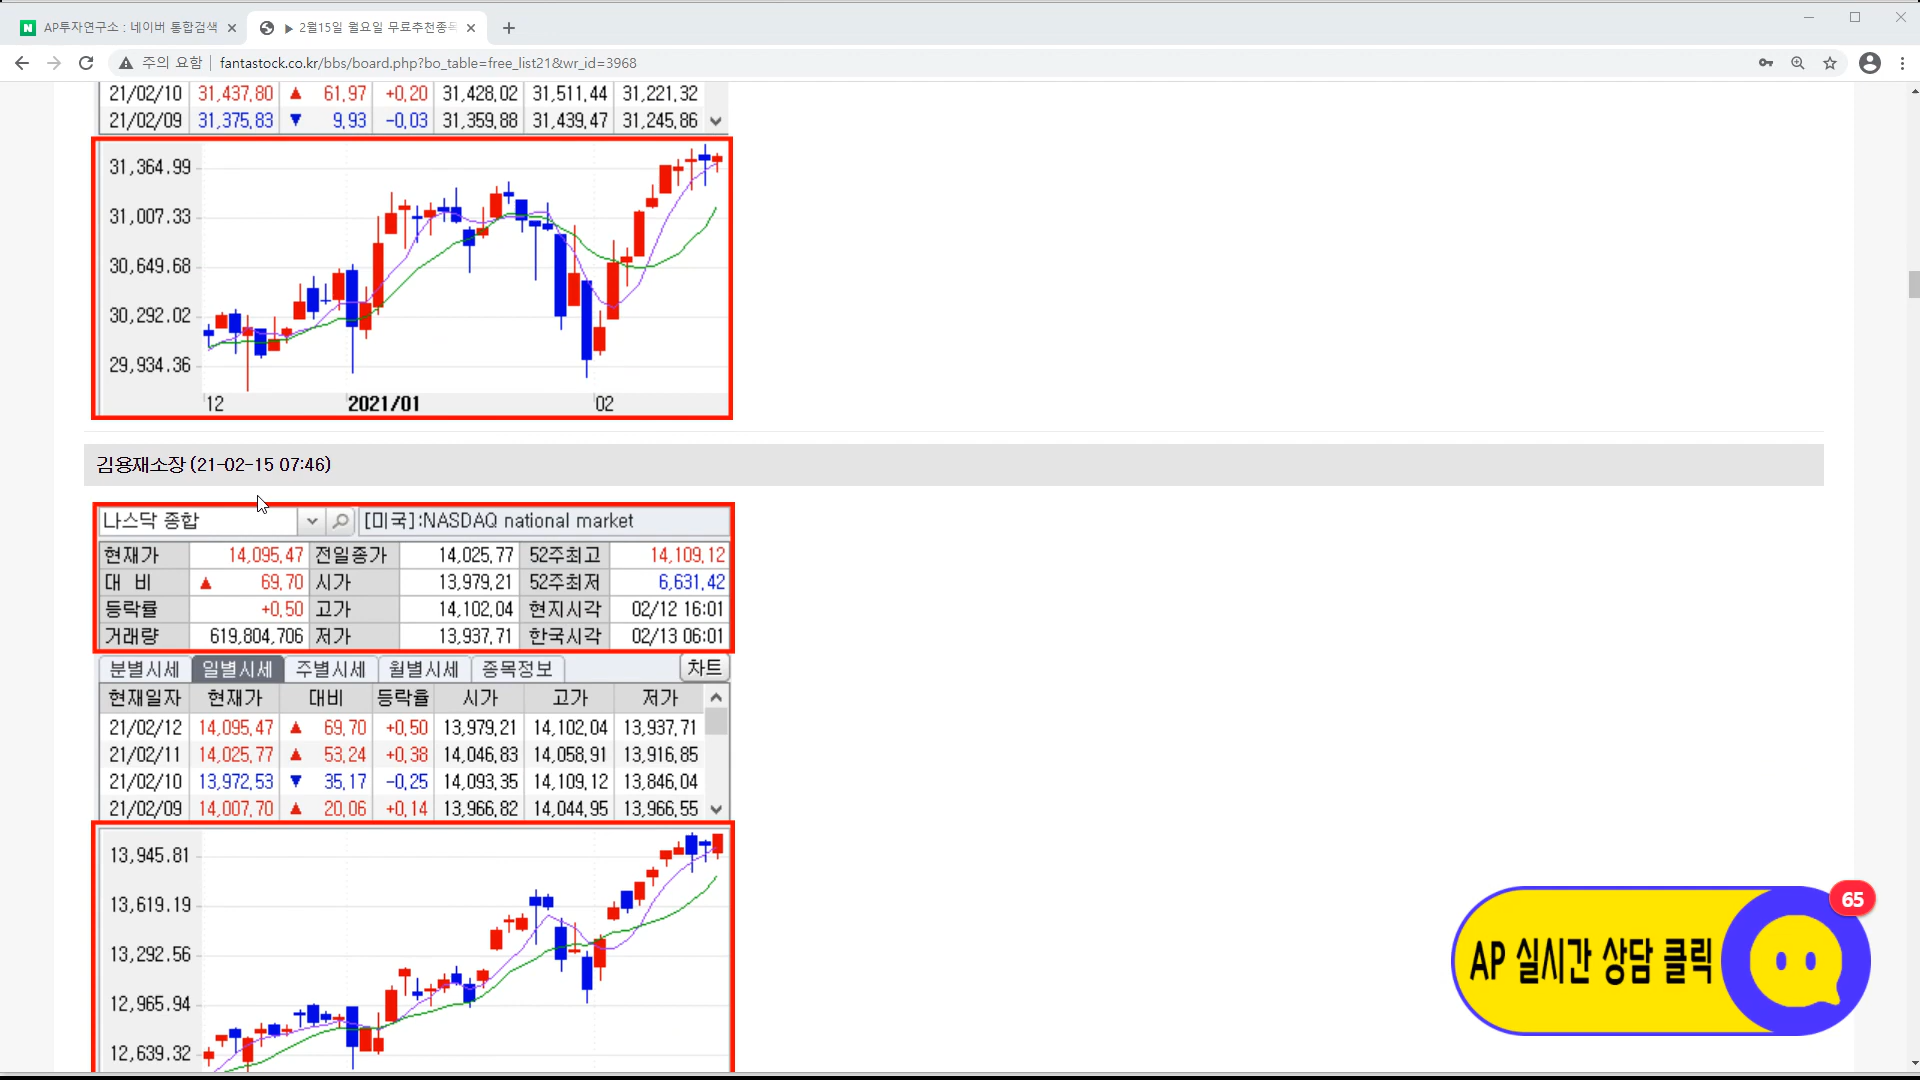 AP투자연구소 : 네이버 통합검색
▶ 2월15일 월요일 무료추천종목
주의 요함 fantastock.co.kr/bbs/board.php?bo_table=free_list21&wr_id=3968
21/02/10 31,437.80 ▲ 61.97 +0.20 31,428.02 31,511.44 31,221.32
21/02/09 31,375.83 ▼ 9.93 -0.03 31,359.88 31,439.47 31,245.86
31,364.99
31,007.33
30,649.68
30,292.02
29,934.36
12 2021/01 02
김용재소장 (21-02-15 07:46)
나스닥 종합 [미국]:NASDAQ national market
현재가 14,095.47 전일종가 14,025.77 52주최고 14,109.12
대 비 ▲ 69.70 시가 13,979.21 52주최저 6,631.42
등락률 +0.50 고가 14,102.04 현지시각 02/12 16:01
거래량 619,804,706 저가 13,937.71 한국시각 02/13 06:01
분별시세 일별시세 주별시세 월별시세 종목정보 차트
현재일자 현재가 대비 등락율 시가 고가 저가
21/02/12 14,095.47 ▲ 69.70 +0.50 13,979.21 14,102.04 13,937.71
21/02/11 14,025.77 ▲ 53.24 +0.38 14,046.83 14,058.91 13,916.85
21/02/10 13,972.53 ▼ 35.17 -0.25 14,093.35 14,109.12 13,846.04
21/02/09 14,007.70 ▲ 20.06 +0.14 13,966.82 14,044.95 13,966.55
13,945.81
13,619.19
13,292.56
12,965.94
12,639.32
65
AP 실시간 상담 클릭